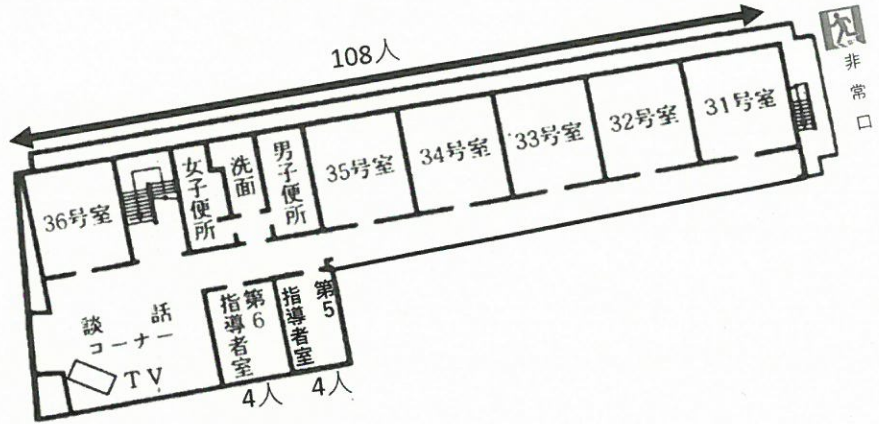 108人
非常口
36号室
女子便所
洗面
男子便所
35号室
34号室
33号室
32号室
31号室
談話
コーナー
TV
第6
指導者室
第5
指導者室
4人
4人